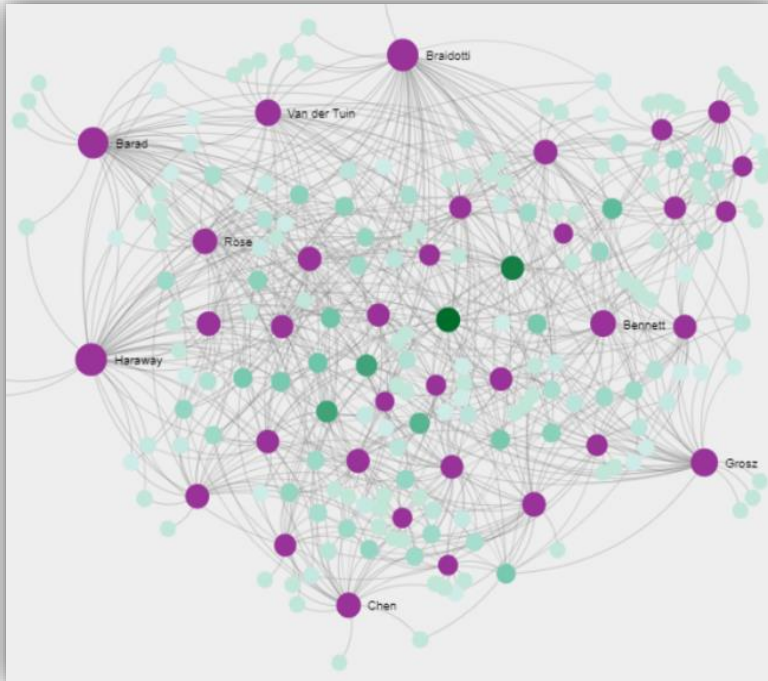 Braidotti
Van der Tuin
Barad
Rose
Bennett
Haraway
Grosz
Chen